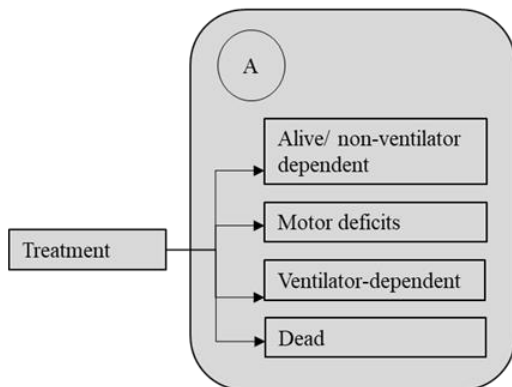 A
Alive/ non-ventilator
dependent
Motor deficits
Treatment
Ventilator-dependent
Dead